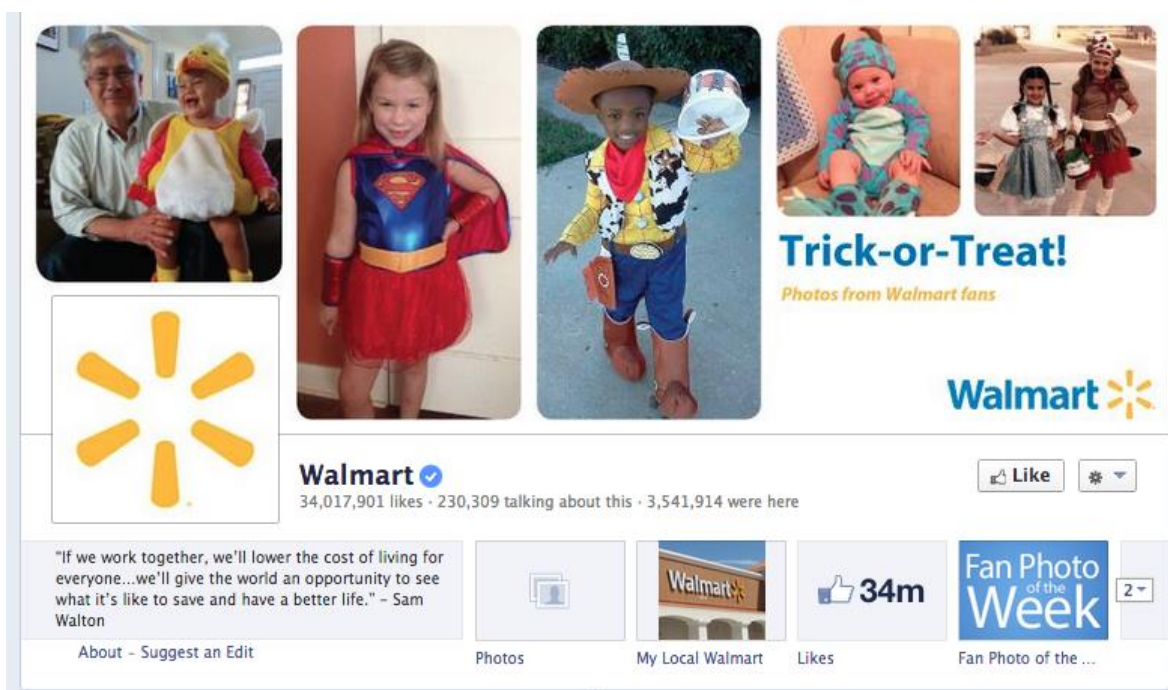 Trick-or-Treat!
Photos from Walmart fans
Walmart
Walmart
34,017,901 likes · 230,309 talking about this · 3,541,914 were here
Like
"If we work together, we'll lower the cost of living for
everyone...we'll give the world an opportunity to see
what it's like to save and have a better life." – Sam
Walton
About – Suggest an Edit
Photos
Walmart
My Local Walmart
34m
Likes
Fan Photo
of the
Week
Fan Photo of the ...
2